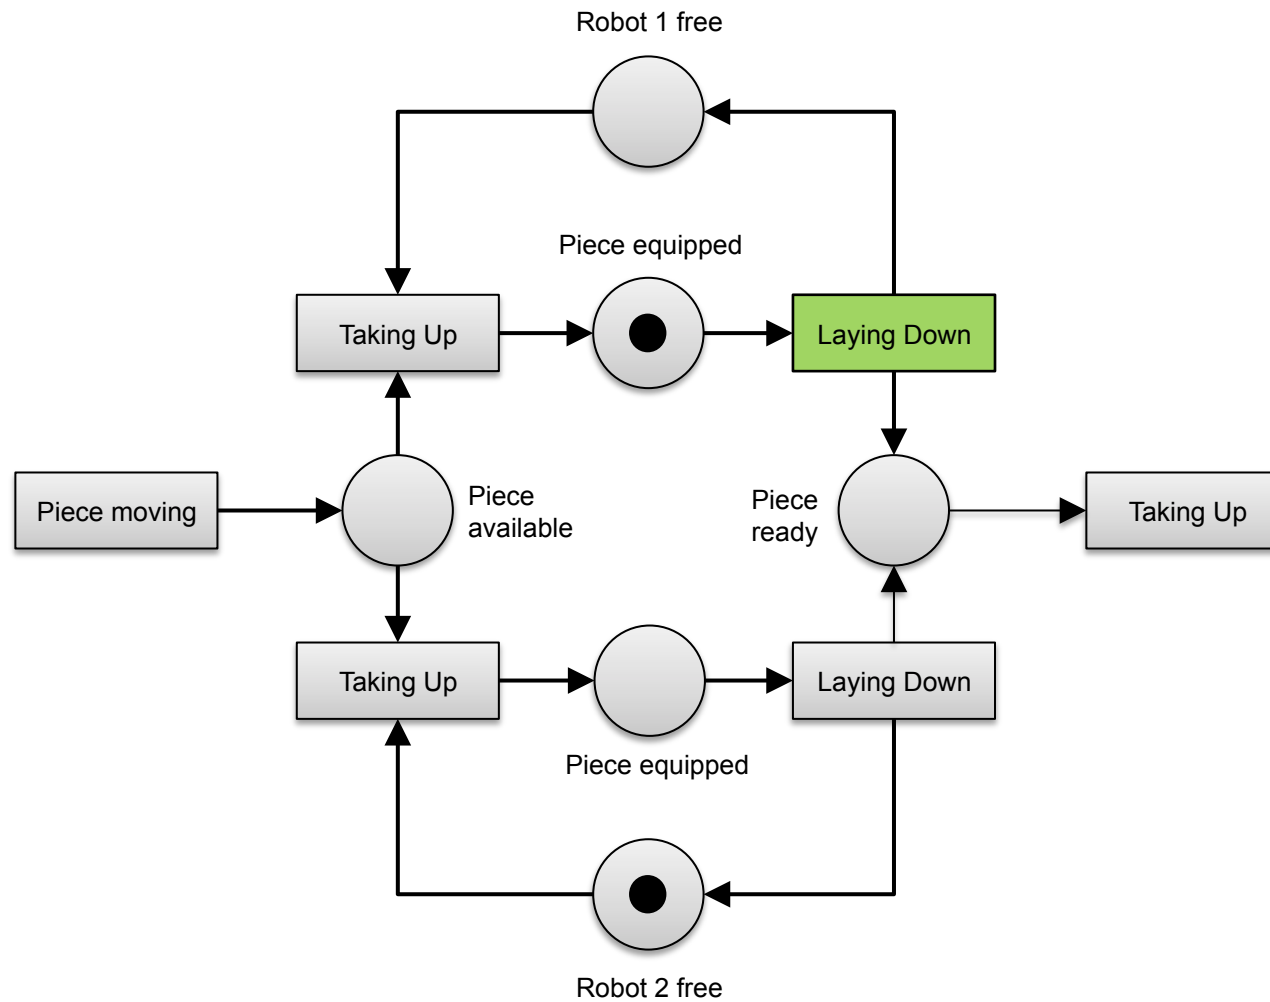 Robot 1 free
Piece equipped
Taking Up
Laying Down
Piece moving
Piece
available
Piece
ready
Taking Up
Taking Up
Laying Down
Piece equipped
Robot 2 free